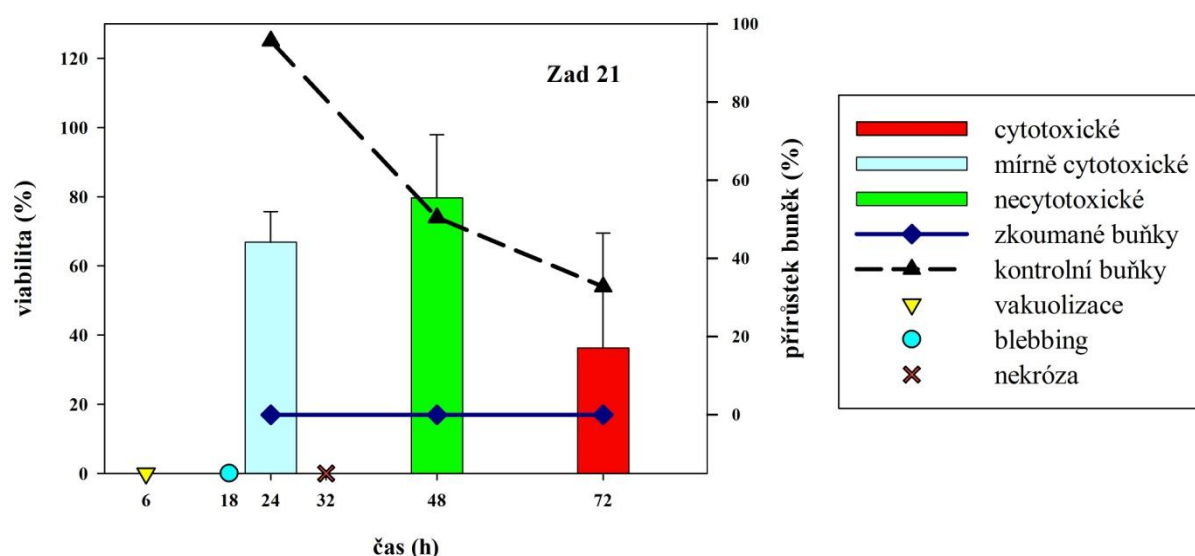 Zad 21
viabilita (%)
120
100
80
60
40
20
0
přírůstek buněk (%)
100
80
60
40
20
0
6
18
24
32
48
72
čas (h)
cytotoxické
mírně cytotoxické
necytotoxické
zkoumané buňky
kontrolní buňky
vakuolizace
blebbing
nekróza